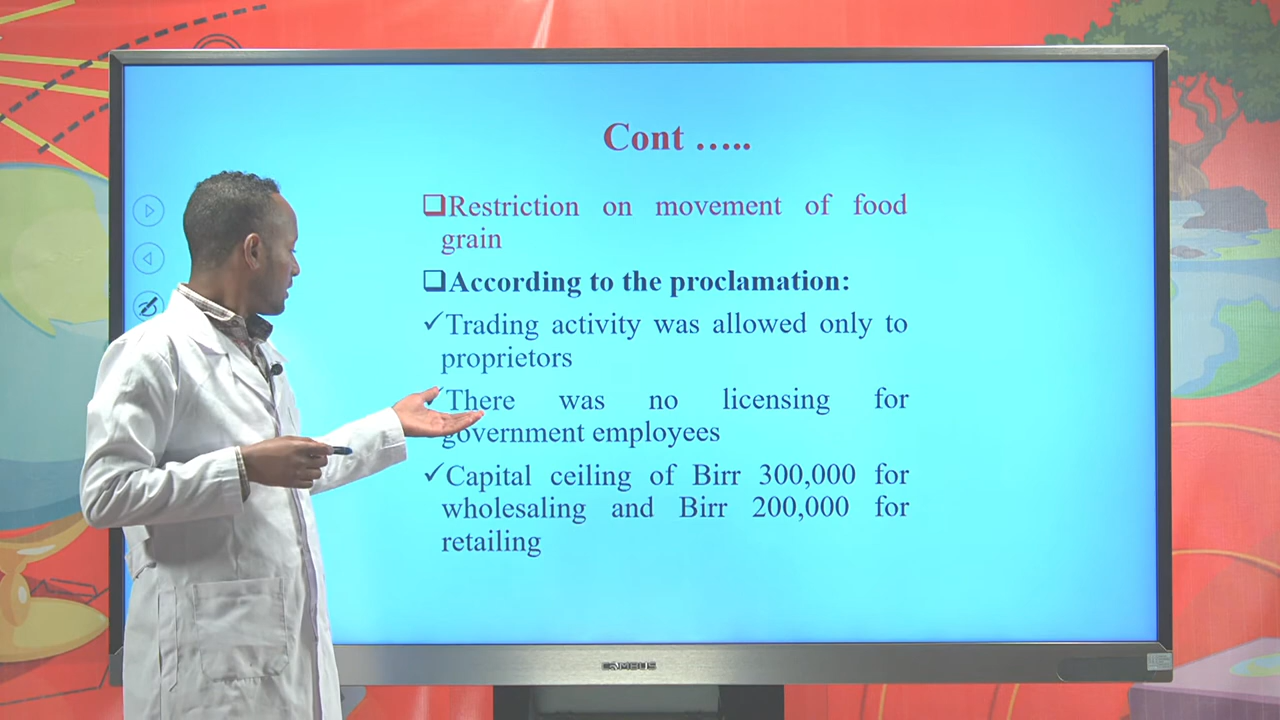 Cont …..
❑Restriction on movement of food
grain
❑According to the proclamation:
✓Trading activity was allowed only to
proprietors
✓There was no licensing for
government employees
✓Capital ceiling of Birr 300,000 for
wholesaling and Birr 200,000 for
retailing